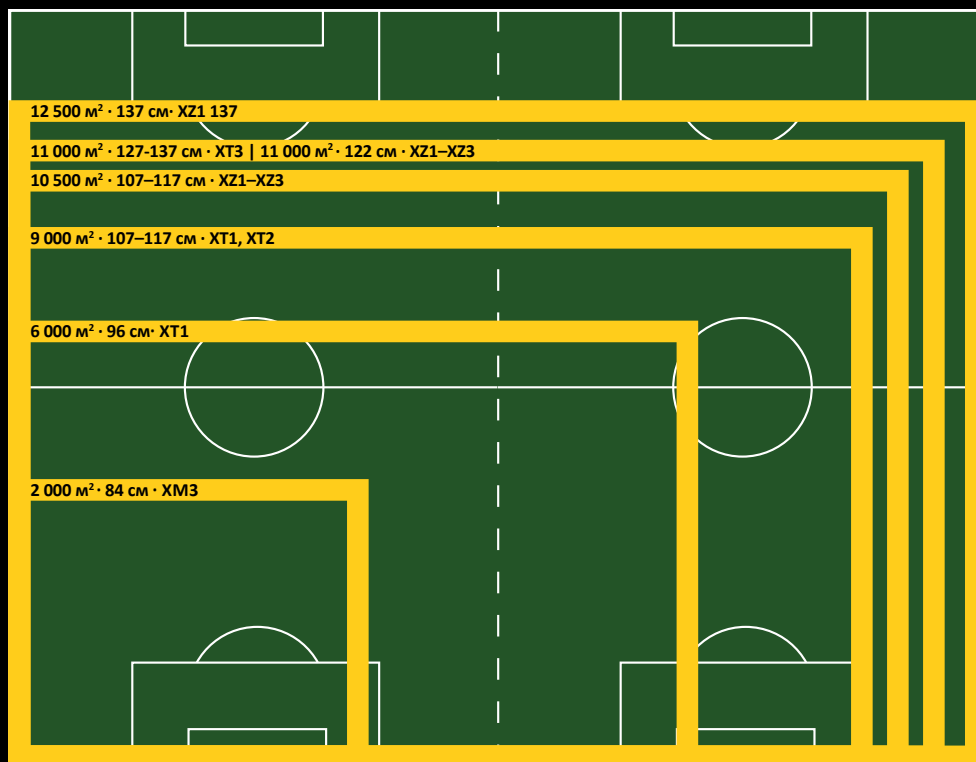 12 500 м² · 137 см· XZ1 137
11 000 м² · 127-137 см · XT3 | 11 000 м² · 122 см · XZ1–XZ3
10 500 м² · 107–117 см · XZ1–XZ3
9 000 м² · 107–117 см · XT1, XT2
6 000 м² · 96 см· XT1
2 000 м² · 84 см · XM3